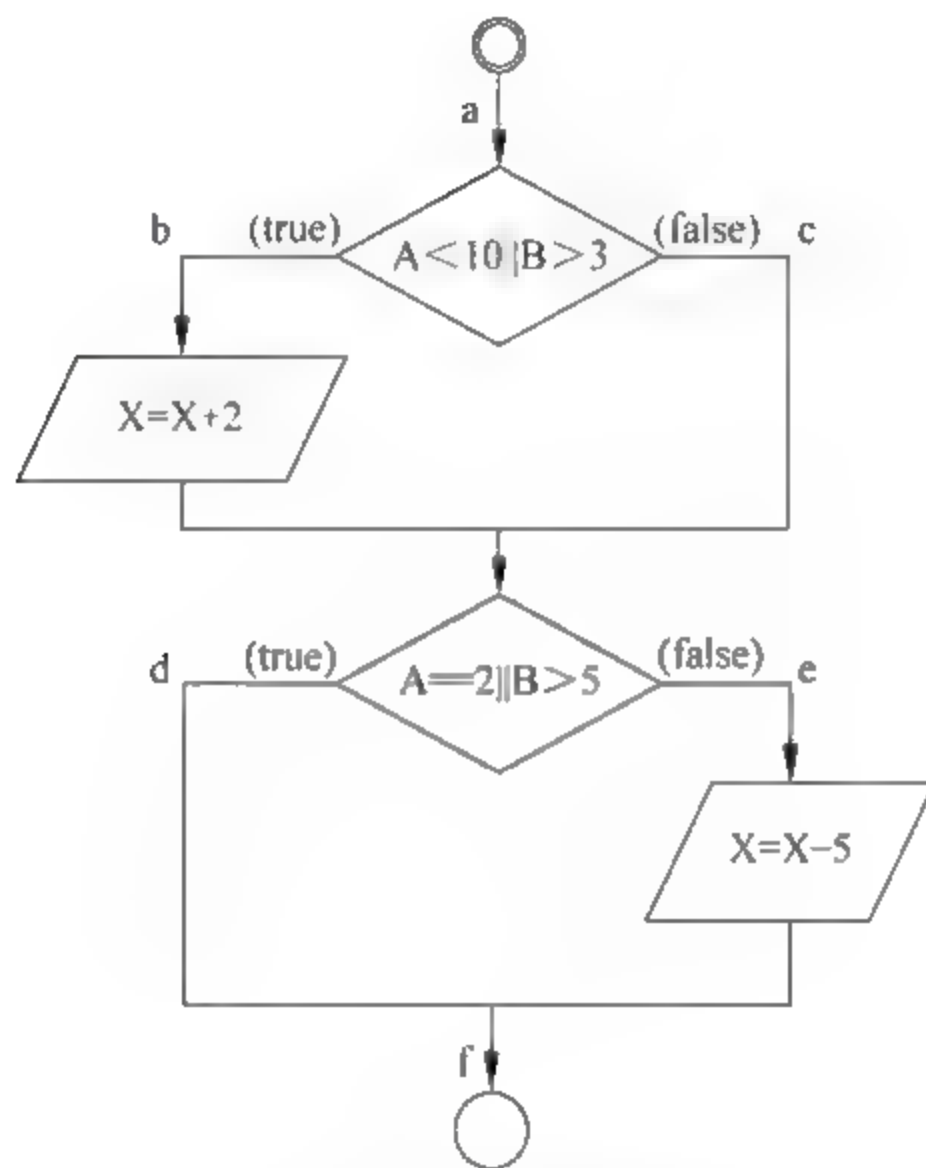 a
b (true) A<10||B>3 (false) c
X=X+2
d (true) A==2||B>5 (false) e
X=X-5
f